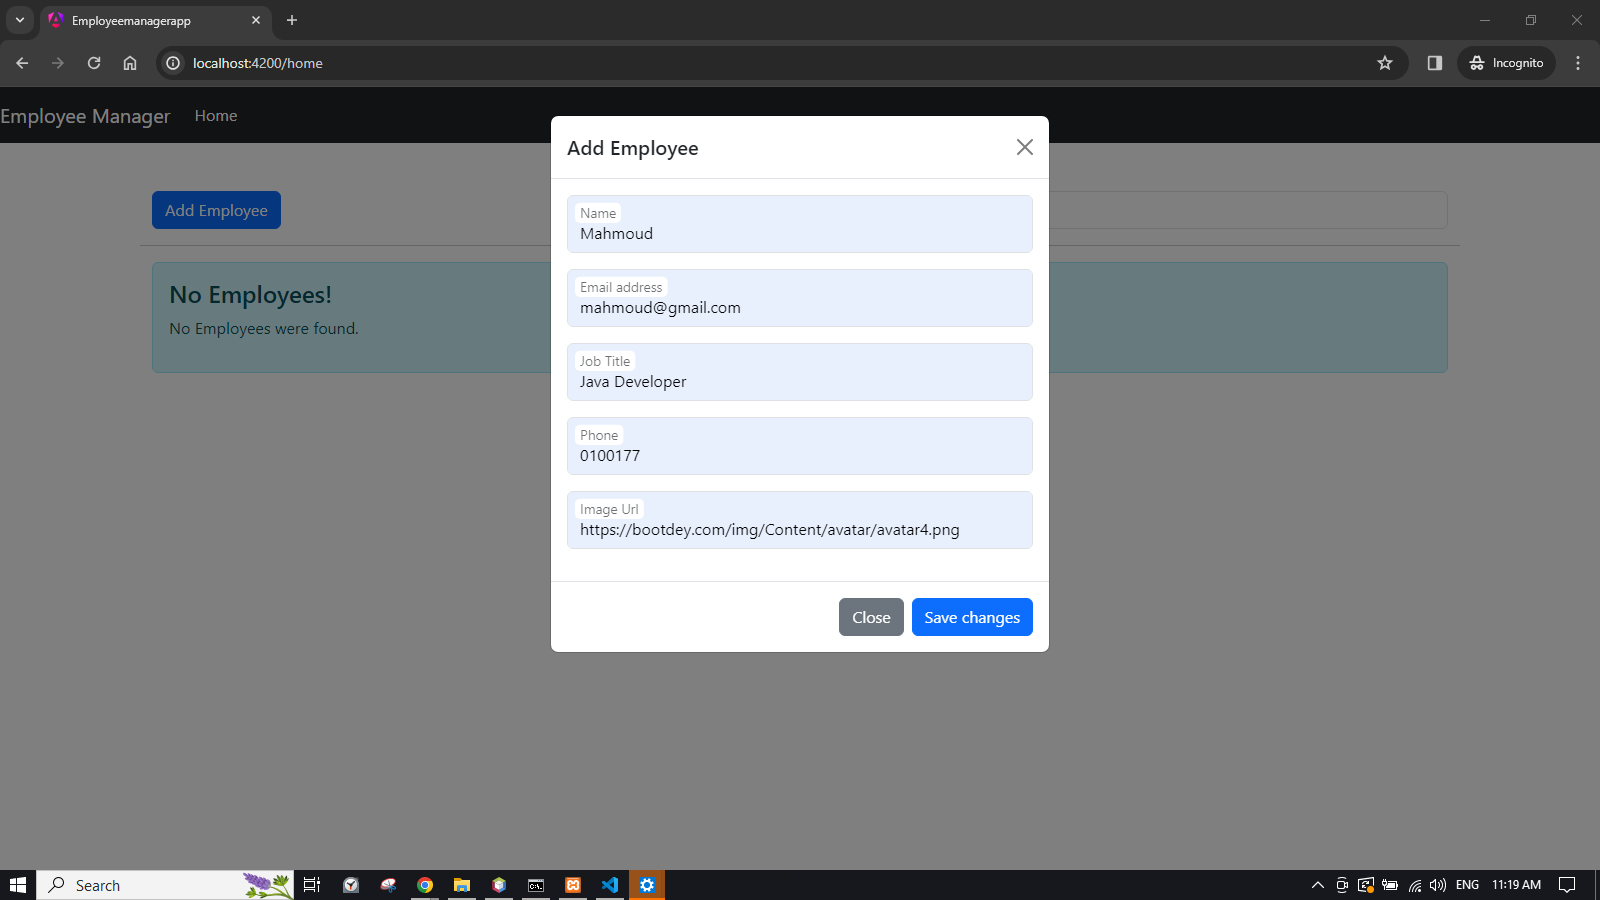 Employeemanagerapp
localhost:4200/home
Incognito
Employee Manager
Home
Add Employee
No Employees!
No Employees were found.
Add Employee
Name
Mahmoud
Email address
mahmoud@gmail.com
Job Title
Java Developer
Phone
0100177
Image Url
https://bootdey.com/img/Content/avatar/avatar4.png
Close
Save changes
Search
ENG
11:19 AM